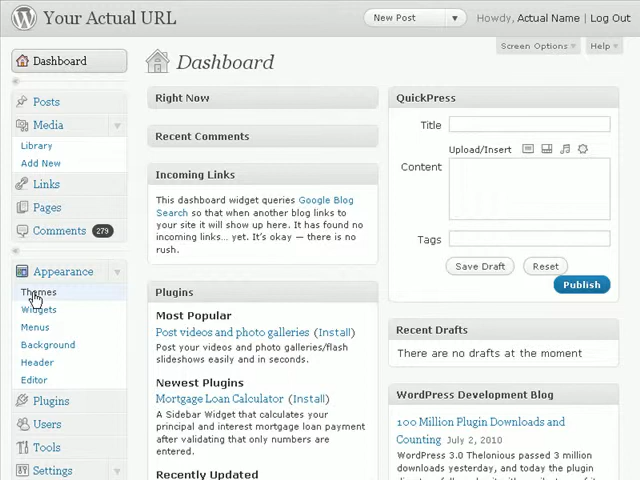 Your Actual URL
New Post
Howdy, Actual Name | Log Out
Screen Options
Help
Dashboard
Posts
Media
Library
Add New
Links
Pages
Comments 279
Appearance
Themes
Widgets
Menus
Background
Header
Editor
Plugins
Users
Tools
Settings
Dashboard
Right Now
Recent Comments
Incoming Links
This dashboard widget queries Google Blog
Search so that when another blog links to
your site it will show up here. It has found no
incoming links… yet. It's okay — there is no
rush.
Plugins
Most Popular
Post videos and photo galleries (Install)
Post your videos and photo galleries/flash
slideshows easily and in seconds.
Newest Plugins
Mortgage Loan Calculator (Install)
A Sidebar Widget that calculates your
principal and interest mortgage loan payment
after validating that only numbers are
entered.
Recently Updated
QuickPress
Title
Upload/Insert
Content
Tags
Save Draft
Reset
Publish
Recent Drafts
There are no drafts at the moment
WordPress Development Blog
100 Million Plugin Downloads and
Counting July 2, 2010
WordPress 3.0 Thelonious passed 3 million
downloads yesterday, and today the plugin